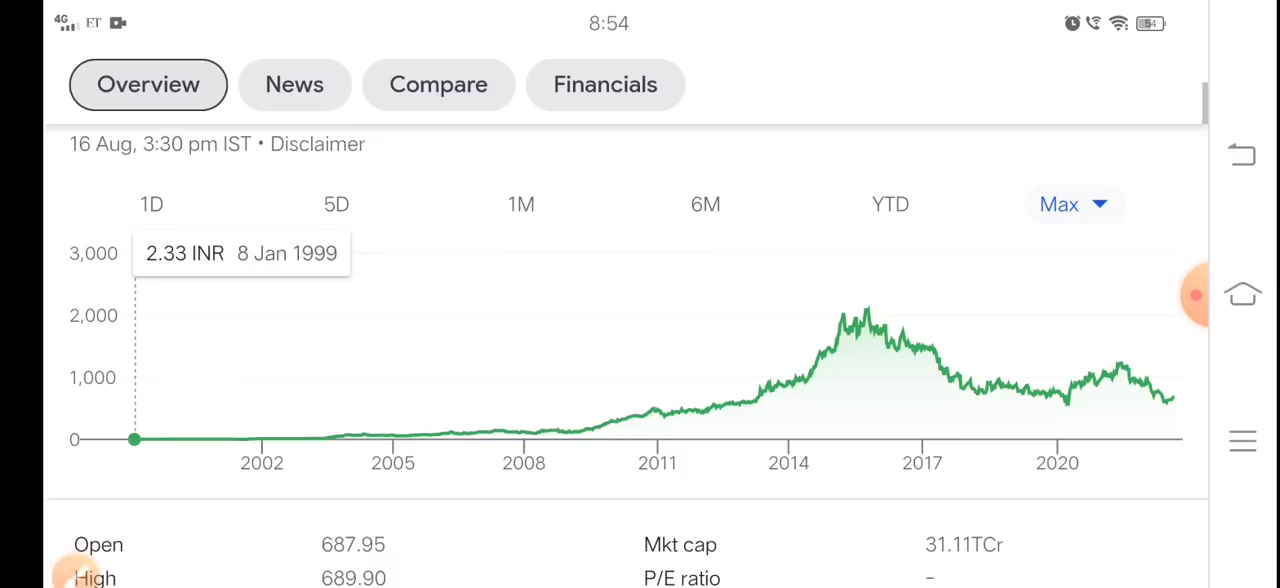 4G ET 8:54 54
Overview News Compare Financials
16 Aug, 3:30 pm IST • Disclaimer
1D 5D 1M 6M YTD Max
3,000 2.33 INR 8 Jan 1999
2,000
1,000
0
2002 2005 2008 2011 2014 2017 2020
Open 687.95 Mkt cap 31.11TCr
High 689.90 P/E ratio -